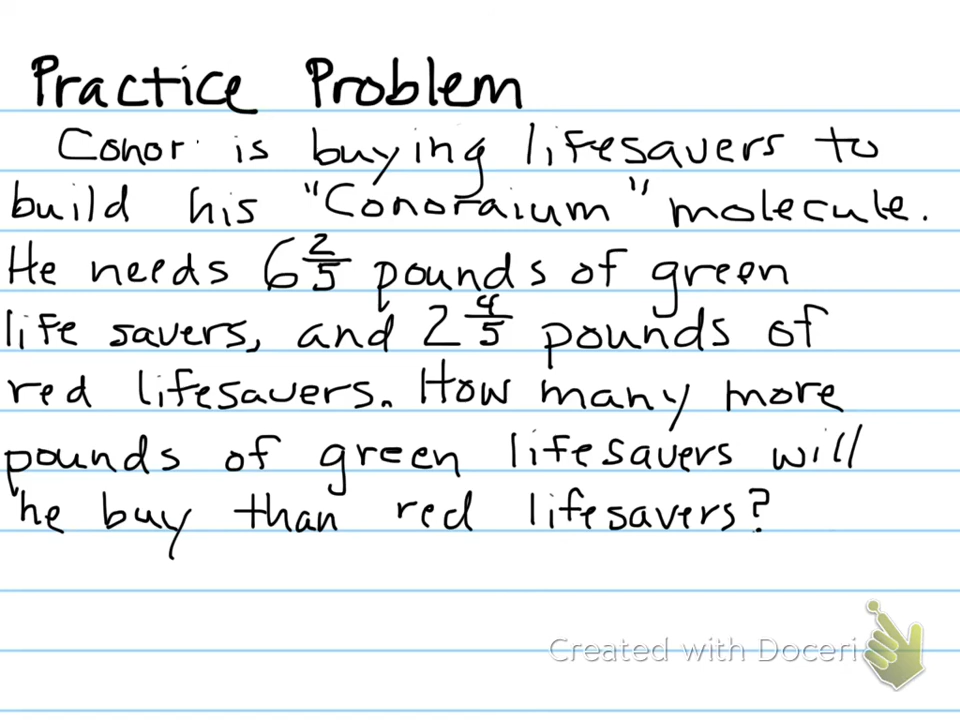 Practice Problem
Conor is buying lifesavers to
build his "Conoraium" molecule.
He needs 6 2/5 pounds of green
life savers, and 2 4/5 pounds of
red lifesavers. How many more
pounds of green lifesavers will
he buy than red lifesavers?
Created with Doceri